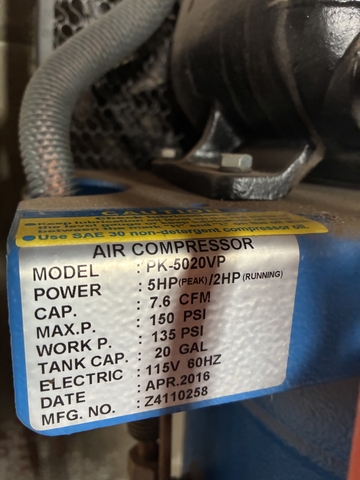 CAUTION
the level
● Use SAE 30 non-detergent compressor oil.
AIR COMPRESSOR
MODEL : PK-5020VP
POWER : 5HP(PEAK)/2HP(RUNNING)
CAP. : 7.6 CFM
MAX.P. : 150 PSI
WORK P. : 135 PSI
TANK CAP. : 20 GAL
ELECTRIC : 115V 60HZ
DATE : APR.2016
MFG. NO. : Z4110258